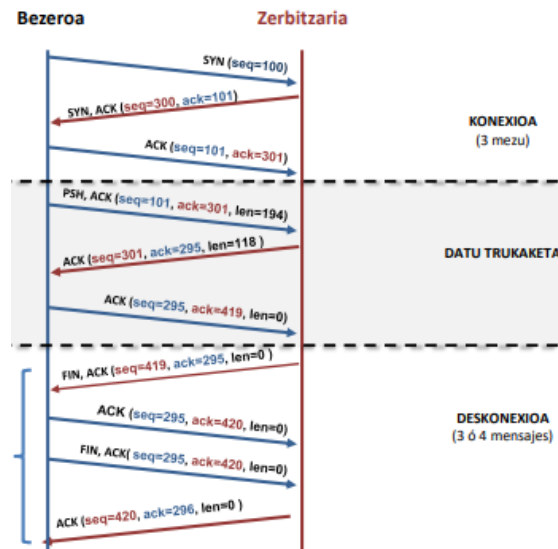 Bezeroa
Zerbitzaria
SYN (seq=100)
SYN, ACK (seq=300, ack=101)
KONEXIOA
(3 mezu)
ACK (seq=101, ack=301)
PSH, ACK (seq=101, ack=301, len=194)
ACK (seq=301, ack=295, len=118 )
DATU TRUKAKETA
ACK (seq=295, ack=419, len=0)
FIN, ACK (seq=419, ack=295, len=0 )
ACK (seq=295, ack=420, len=0)
DESKONEXIOA
(3 ó 4 mensajes)
FIN, ACK( seq=295, ack=420, len=0)
ACK (seq=420, ack=296, len=0 )